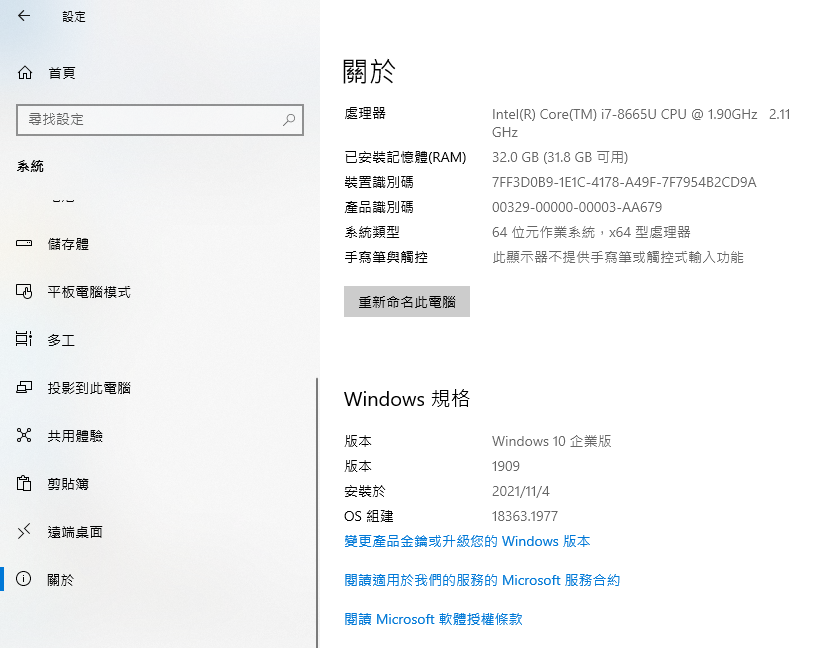 設定
首頁
尋找設定
系統
儲存體
平板電腦模式
多工
投影到此電腦
共用體驗
剪貼簿
遠端桌面
關於
關於
處理器 Intel(R) Core(TM) i7-8665U CPU @ 1.90GHz 2.11
GHz
已安裝記憶體(RAM) 32.0 GB (31.8 GB 可用)
裝置識別碼 7FF3D0B9-1E1C-4178-A49F-7F7954B2CD9A
產品識別碼 00329-00000-00003-AA679
系統類型 64 位元作業系統，x64 型處理器
手寫筆與觸控 此顯示器不提供手寫筆或觸控式輸入功能
重新命名此電腦
Windows 規格
版本 Windows 10 企業版
版本 1909
安裝於 2021/11/4
OS 組建 18363.1977
變更產品金鑰或升級您的 Windows 版本
閱讀適用於我們的服務的 Microsoft 服務合約
閱讀 Microsoft 軟體授權條款